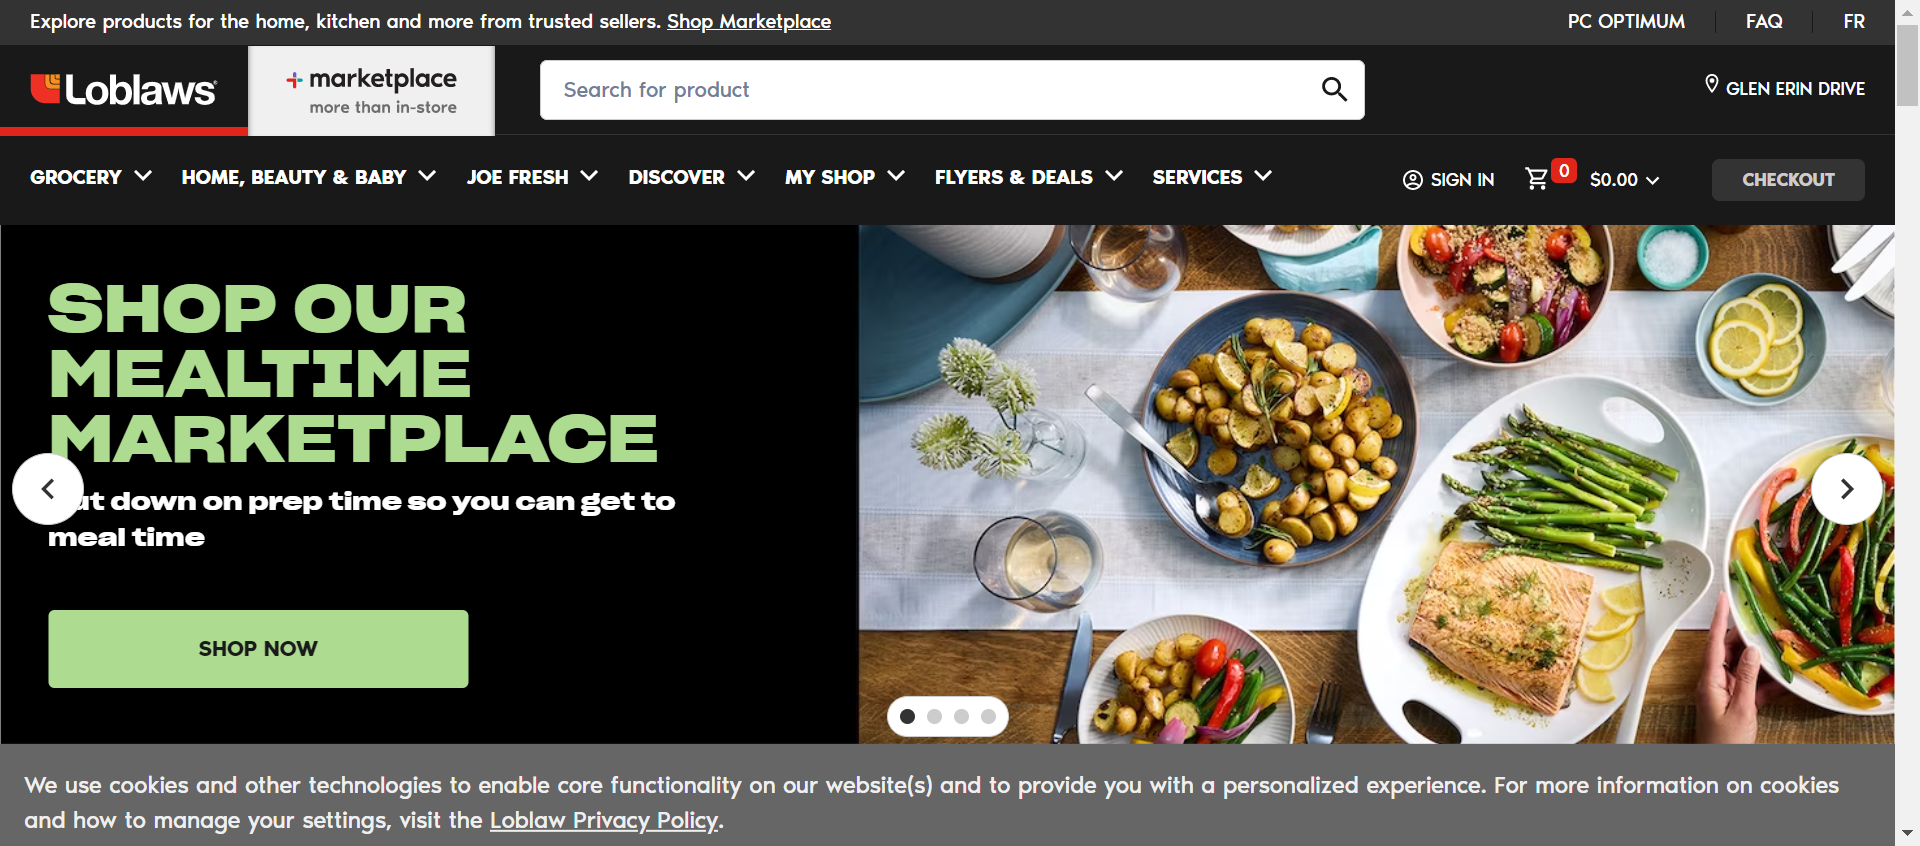 Explore products for the home, kitchen and more from trusted sellers. Shop Marketplace
PC OPTIMUM
FAQ
FR
Loblaws
marketplace
more than in-store
Search for product
GLEN ERIN DRIVE
GROCERY
HOME, BEAUTY & BABY
JOE FRESH
DISCOVER
MY SHOP
FLYERS & DEALS
SERVICES
SIGN IN
0
$0.00
CHECKOUT
SHOP OUR
MEALTIME
MARKETPLACE
ut down on prep time so you can get to
meal time
SHOP NOW
We use cookies and other technologies to enable core functionality on our website(s) and to provide you with a personalized experience. For more information on cookies
and how to manage your settings, visit the Loblaw Privacy Policy.